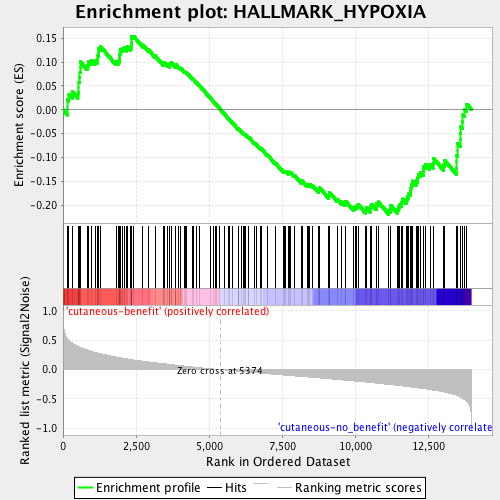 Enrichment plot: HALLMARK_HYPOXIA
Enrichment score (ES)
0.15
0.10
0.05
0.00
-0.05
-0.10
-0.15
-0.20
'cutaneous-benefit' (positively correlated)
Ranked list metric (Signal2Noise)
1.0
0.5
0.0
-0.5
-1.0
Zero cross at 5374
'cutaneous-no_benefit' (negatively correlate
0
2,500
5,000
7,500
10,000
12,500
Rank in Ordered Dataset
Enrichment profile
Hits
Ranking metric scores